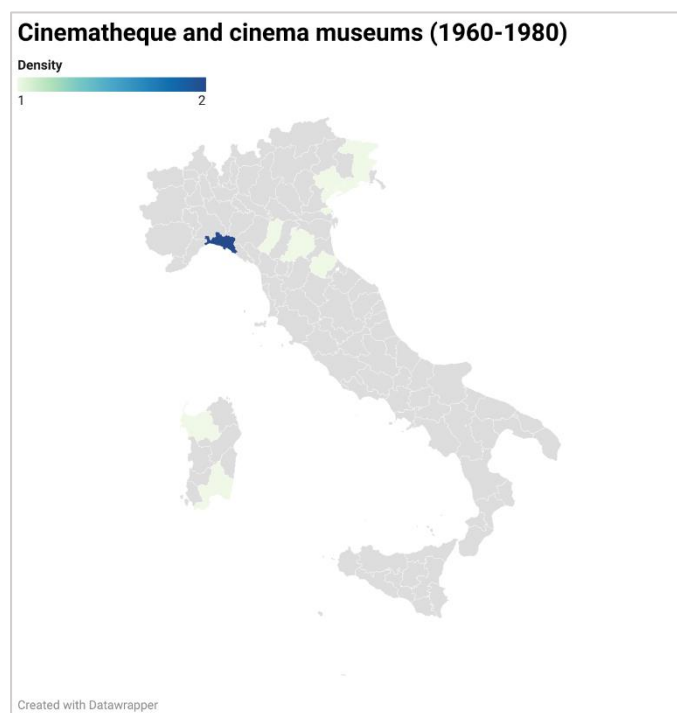 Cinematheque and cinema museums (1960-1980)
Density
1 2
Created with Datawrapper